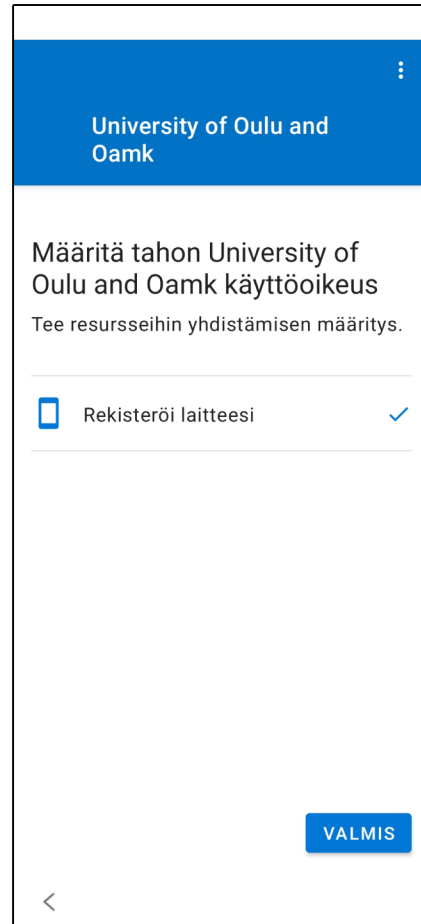 University of Oulu and
Oamk
Määritä tahon University of
Oulu and Oamk käyttöoikeus
Tee resursseihin yhdistämisen määritys.
Rekisteröi laitteesi
VALMIS